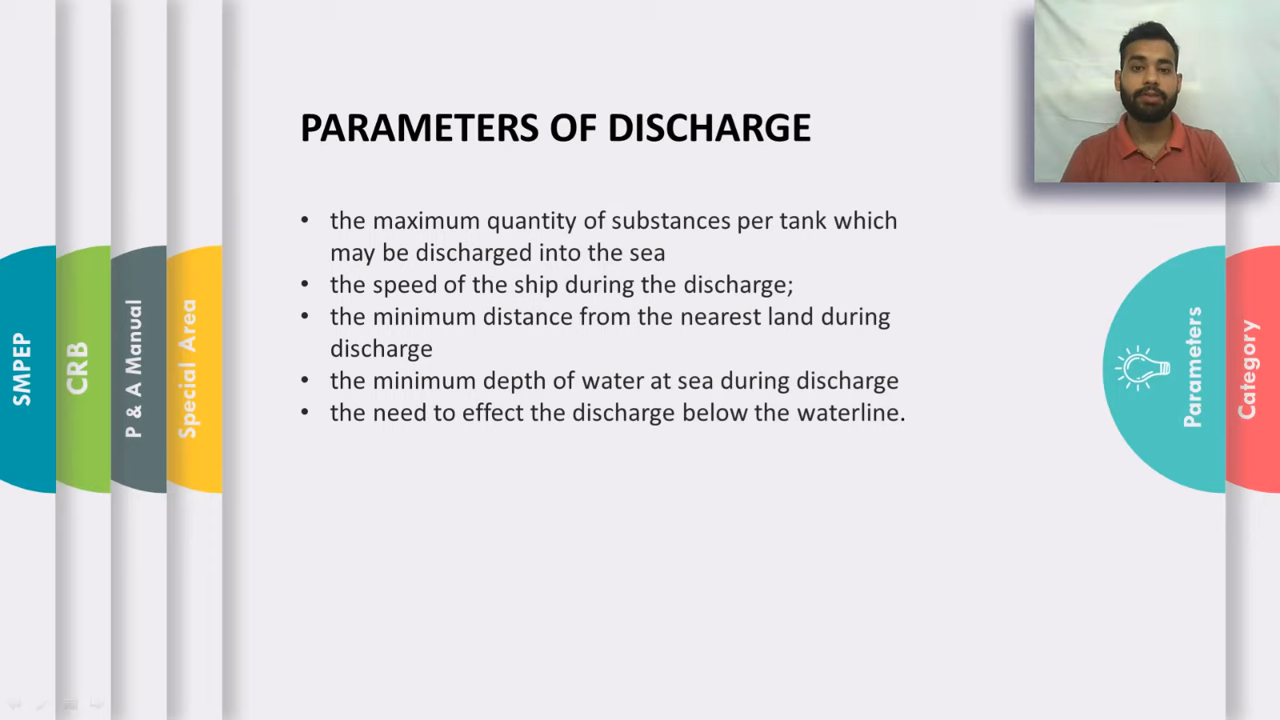 PARAMETERS OF DISCHARGE
• the maximum quantity of substances per tank which
may be discharged into the sea
• the speed of the ship during the discharge;
• the minimum distance from the nearest land during
discharge
• the minimum depth of water at sea during discharge
• the need to effect the discharge below the waterline.
SMPEP
CRB
P & A Manual
Special Area
Parameters
Category